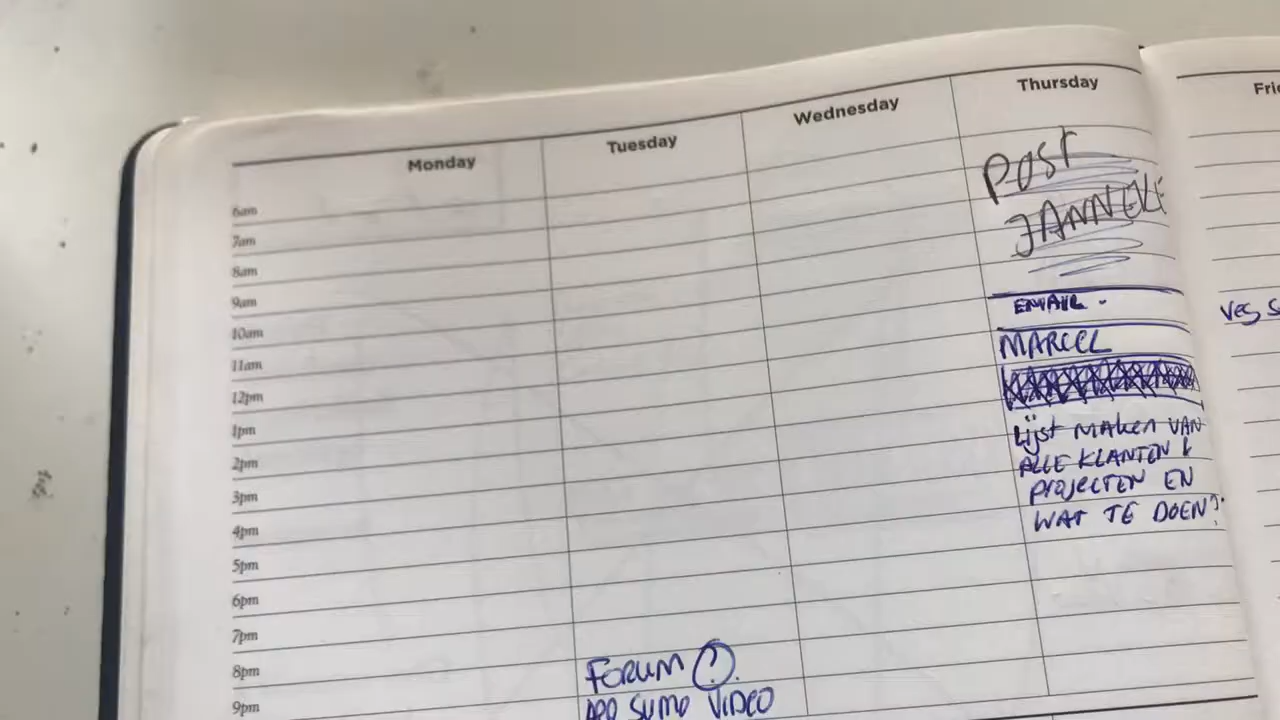 Monday Tuesday Wednesday Thursday
6am
7am
8am
9am
10am
11am
12pm
1pm
2pm
3pm
4pm
5pm
6pm
7pm
8pm
9pm
FORUM !
APP SUMO VIDEO
POST
JANNEKE
EMAIL.
MARCEL
Lijst MAKEN VAN
ALLE KLANTEN &
PROJECTEN EN
WAT TE DOEN?